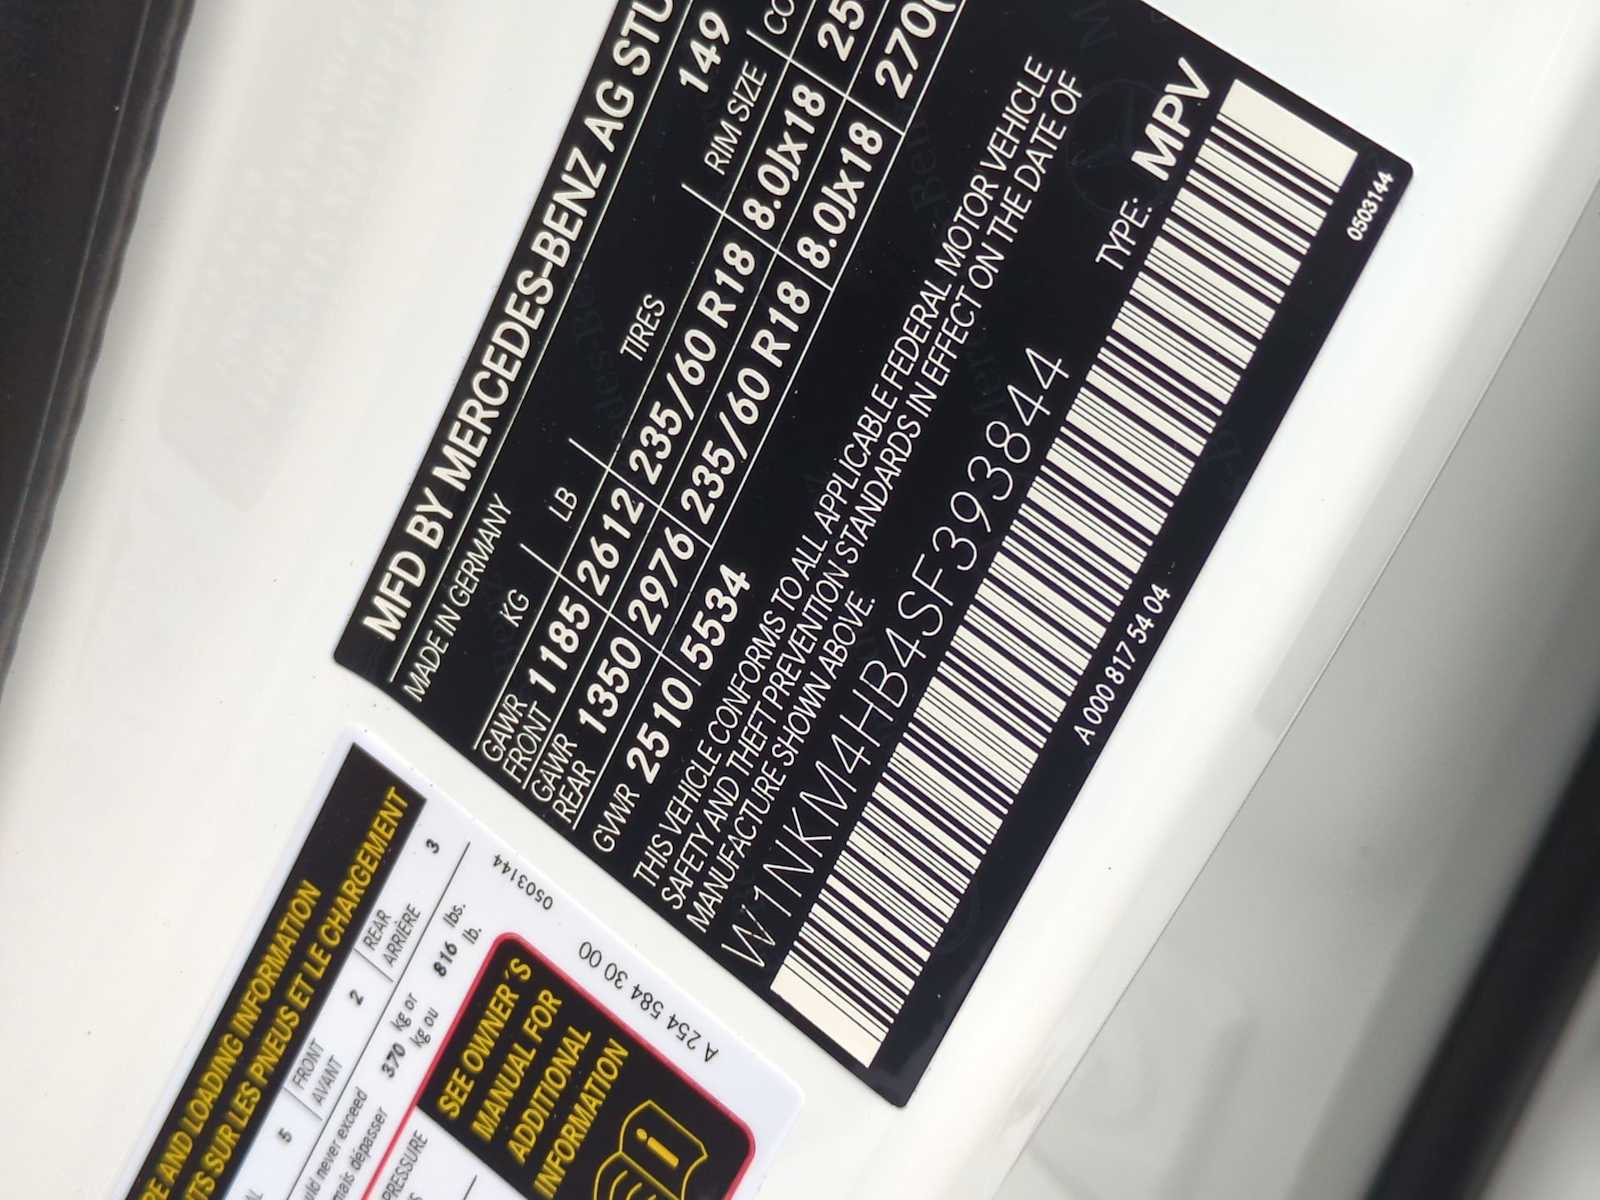 MFD BY MERCEDES-BENZ AG
MADE IN GERMANY 149
KG LB TIRES RIM SIZE
GAWR FRONT 1185 2612 235/60 R18 8.0Jx18
GAWR REAR 1350 2976 235/60 R18 8.0Jx18
GVWR 2510 5534
THIS VEHICLE CONFORMS TO ALL APPLICABLE FEDERAL MOTOR VEHICLE
SAFETY AND THEFT PREVENTION STANDARDS IN EFFECT ON THE DATE OF
MANUFACTURE SHOWN ABOVE.
TYPE: MPV
W1NKM4HB4SF393844
A 000 817 54 04
0503144
AND LOADING INFORMATION
SUR LES PNEUS ET LE CHARGEMENT
5 FRONT 2 REAR 3
AVANT ARRIÈRE
never exceed 370 kg or 816 lbs.
dépasser kg ou lb.
SEE OWNER'S
MANUAL FOR
ADDITIONAL
INFORMATION
i
0503144
A 254 584 30 00